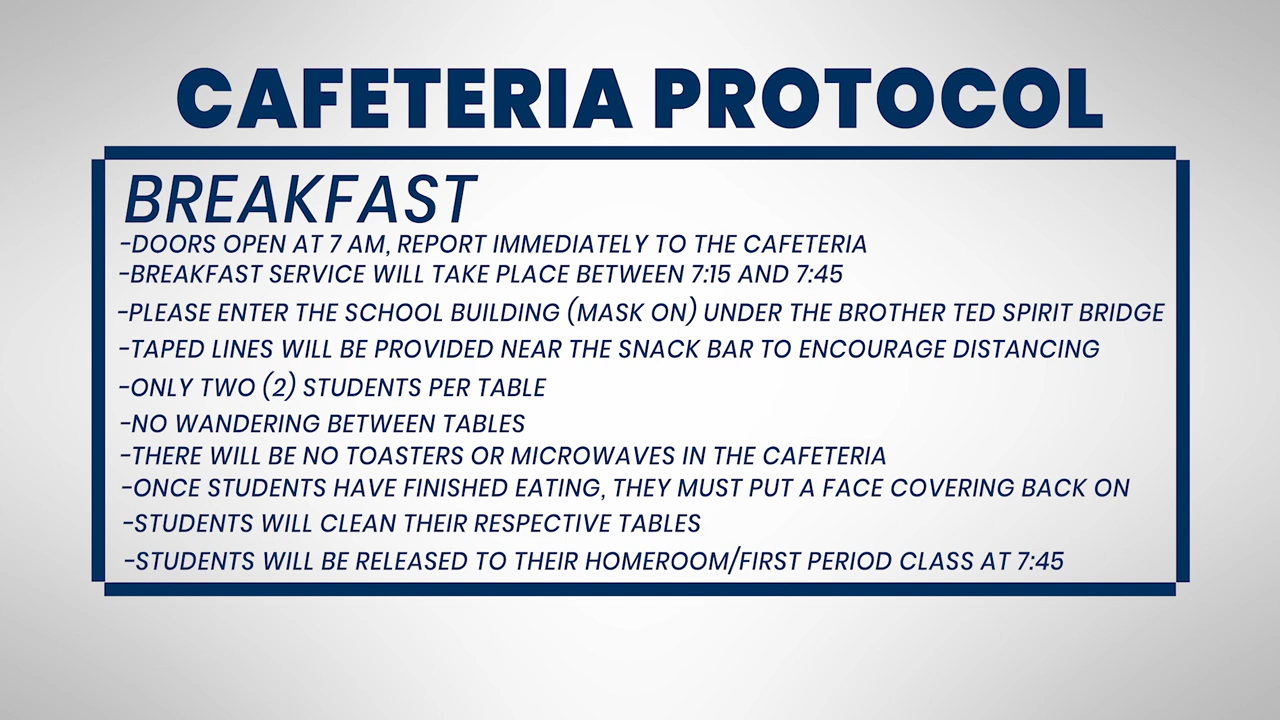 CAFETERIA PROTOCOL
BREAKFAST
-DOORS OPEN AT 7 AM, REPORT IMMEDIATELY TO THE CAFETERIA
-BREAKFAST SERVICE WILL TAKE PLACE BETWEEN 7:15 AND 7:45
-PLEASE ENTER THE SCHOOL BUILDING (MASK ON) UNDER THE BROTHER TED SPIRIT BRIDGE
-TAPED LINES WILL BE PROVIDED NEAR THE SNACK BAR TO ENCOURAGE DISTANCING
-ONLY TWO (2) STUDENTS PER TABLE
-NO WANDERING BETWEEN TABLES
-THERE WILL BE NO TOASTERS OR MICROWAVES IN THE CAFETERIA
-ONCE STUDENTS HAVE FINISHED EATING, THEY MUST PUT A FACE COVERING BACK ON
-STUDENTS WILL CLEAN THEIR RESPECTIVE TABLES
-STUDENTS WILL BE RELEASED TO THEIR HOMEROOM/FIRST PERIOD CLASS AT 7:45